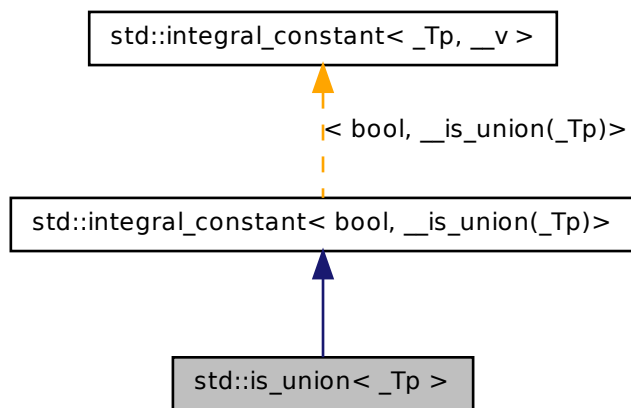 std::integral_constant< _Tp, __v >
< bool, __is_union(_Tp)>
std::integral_constant< bool, __is_union(_Tp)>
std::is_union< _Tp >